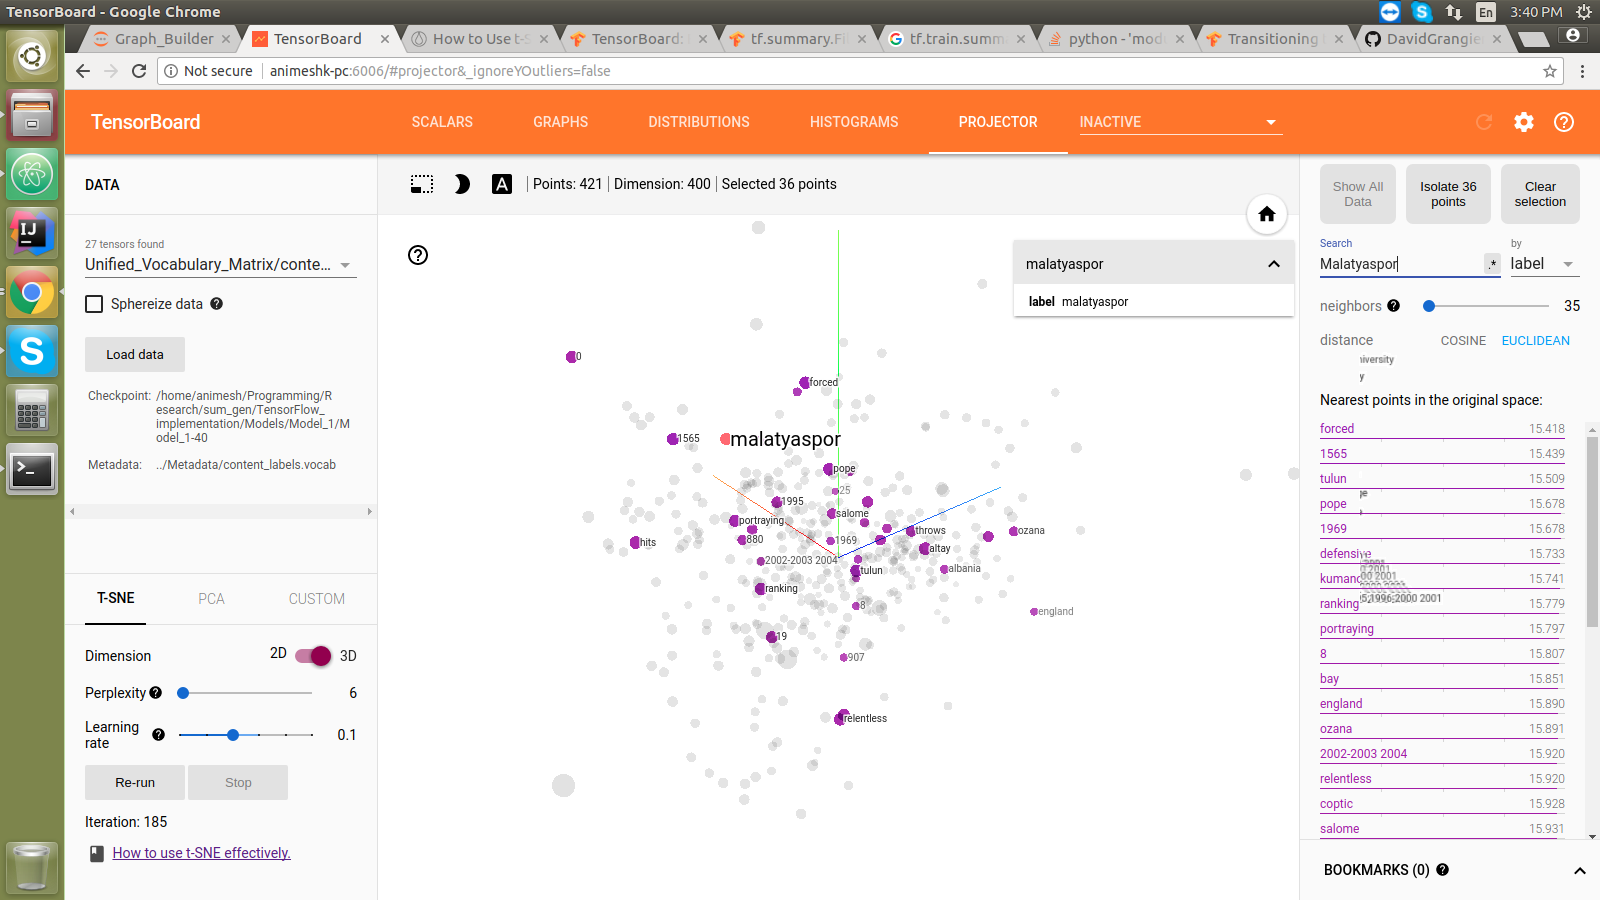 TensorBoard - Google Chrome
En
3:40 PM
Graph_Builder
TensorBoard
How to Use t-S
TensorBoard:
tf.summary.Fi
tf.train.summ
python - 'modu
Transitioning
DavidGrangie
Not secure
animeshk-pc:6006/#projector&_ignoreYOutliers=false
TensorBoard
SCALARS
GRAPHS
DISTRIBUTIONS
HISTOGRAMS
PROJECTOR
INACTIVE
DATA
27 tensors found
Unified_Vocabulary_Matrix/conte...
Sphereize data
Load data
Checkpoint:
/home/animesh/Programming/R
esearch/sum_gen/TensorFlow_
implementation/Models/Model_1/M
odel_1-40
Metadata:
../Metadata/content_labels.vocab
T-SNE
PCA
CUSTOM
Dimension
2D
3D
Perplexity
6
Learning
rate
0.1
Re-run
Stop
Iteration: 185
How to use t-SNE effectively.
A
Points: 421
Dimension: 400
Selected 36 points
malatyaspor
label malatyaspor
0
forced
1565
malatyaspor
pope
25
1995
salome
portraying
throws
ozana
880
1969
hits
altay
2002-2003 2004
tulun
albania
ranking
8
england
19
907
relentless
Show All
Data
Isolate 36
points
Clear
selection
Search
Malatyaspor
.*
by
label
neighbors
35
distance
COSINE
EUCLIDEAN
iversity
y
Nearest points in the original space:
forced 15.418
1565 15.439
tulun 15.509
pope 15.678
1969 15.678
defensive 15.733
15.741
ranking 15.779
portraying 15.797
8 15.807
bay 15.851
england 15.890
ozana 15.891
2002-2003 2004 15.920
relentless 15.920
coptic 15.928
salome 15.931
BOOKMARKS (0)